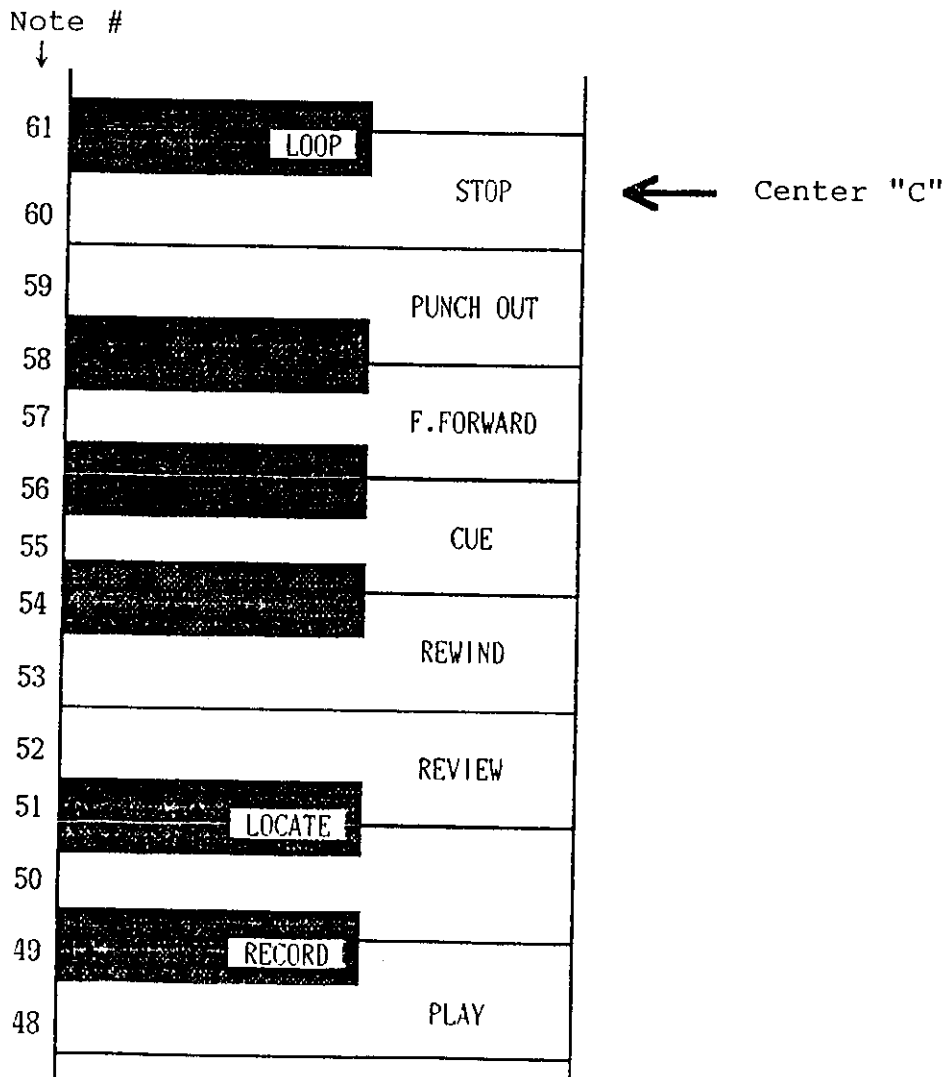 Note #
↓
61 LOOP
60 STOP ← Center "C"
59 PUNCH OUT
58
57 F.FORWARD
56
55 CUE
54
53 REWIND
52 REVIEW
51 LOCATE
50
49 RECORD
48 PLAY